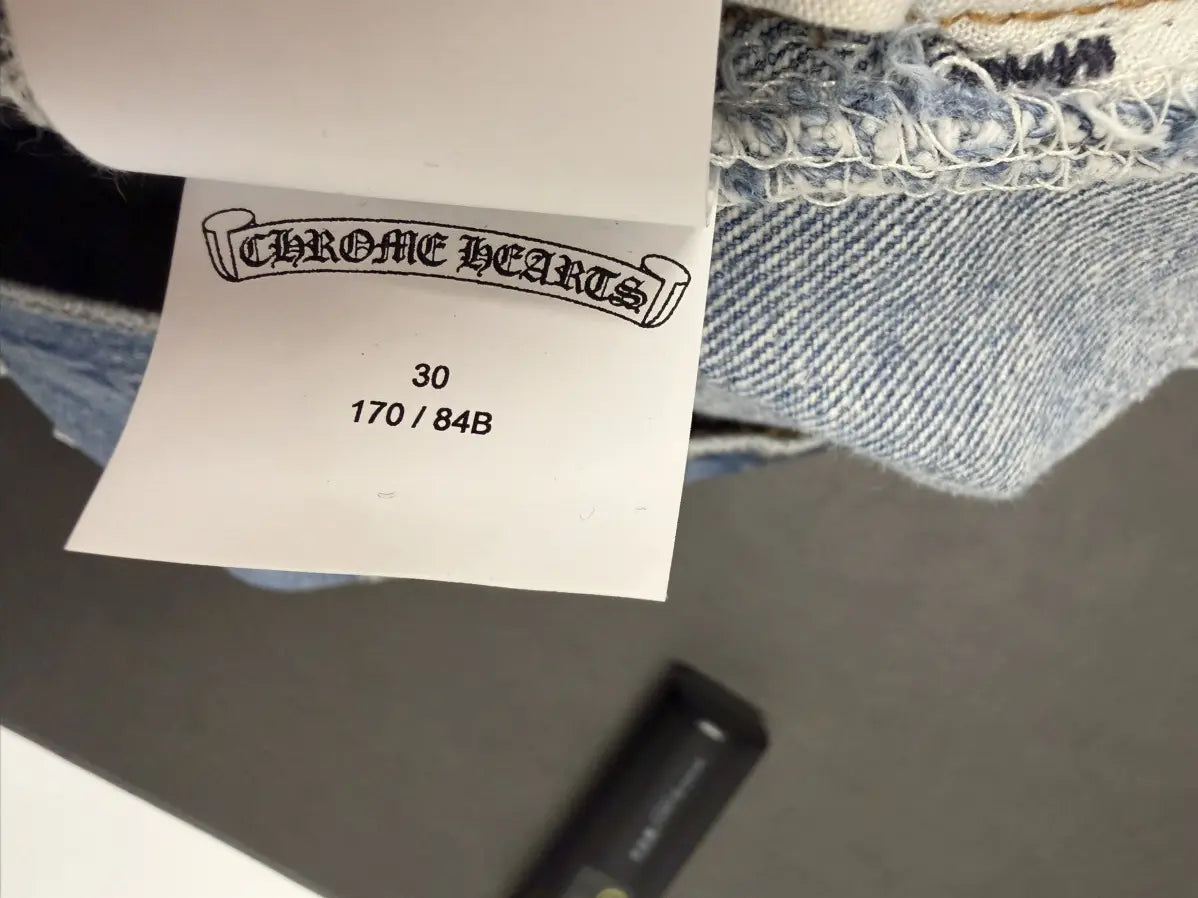 CHROME HEARTS
30
170 / 84B